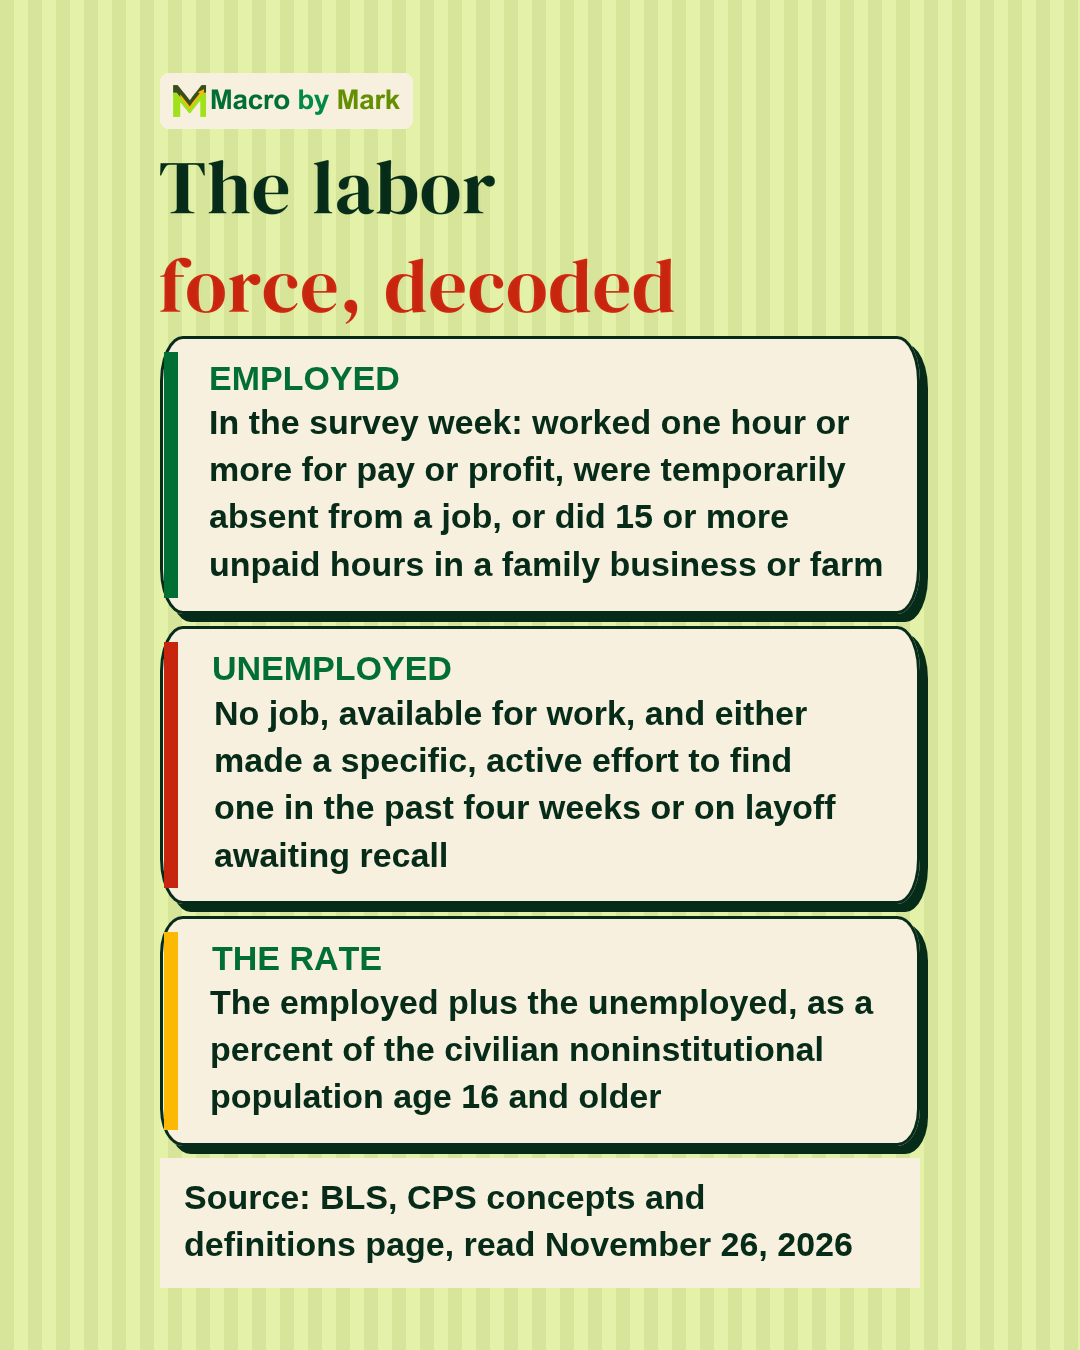 Macro by Mark
The labor
force, decoded
EMPLOYED
In the survey week: worked one hour or
more for pay or profit, were temporarily
absent from a job, or did 15 or more
unpaid hours in a family business or farm
UNEMPLOYED
No job, available for work, and either
made a specific, active effort to find
one in the past four weeks or on layoff
awaiting recall
THE RATE
The employed plus the unemployed, as a
percent of the civilian noninstitutional
population age 16 and older
Source: BLS, CPS concepts and
definitions page, read November 26, 2026